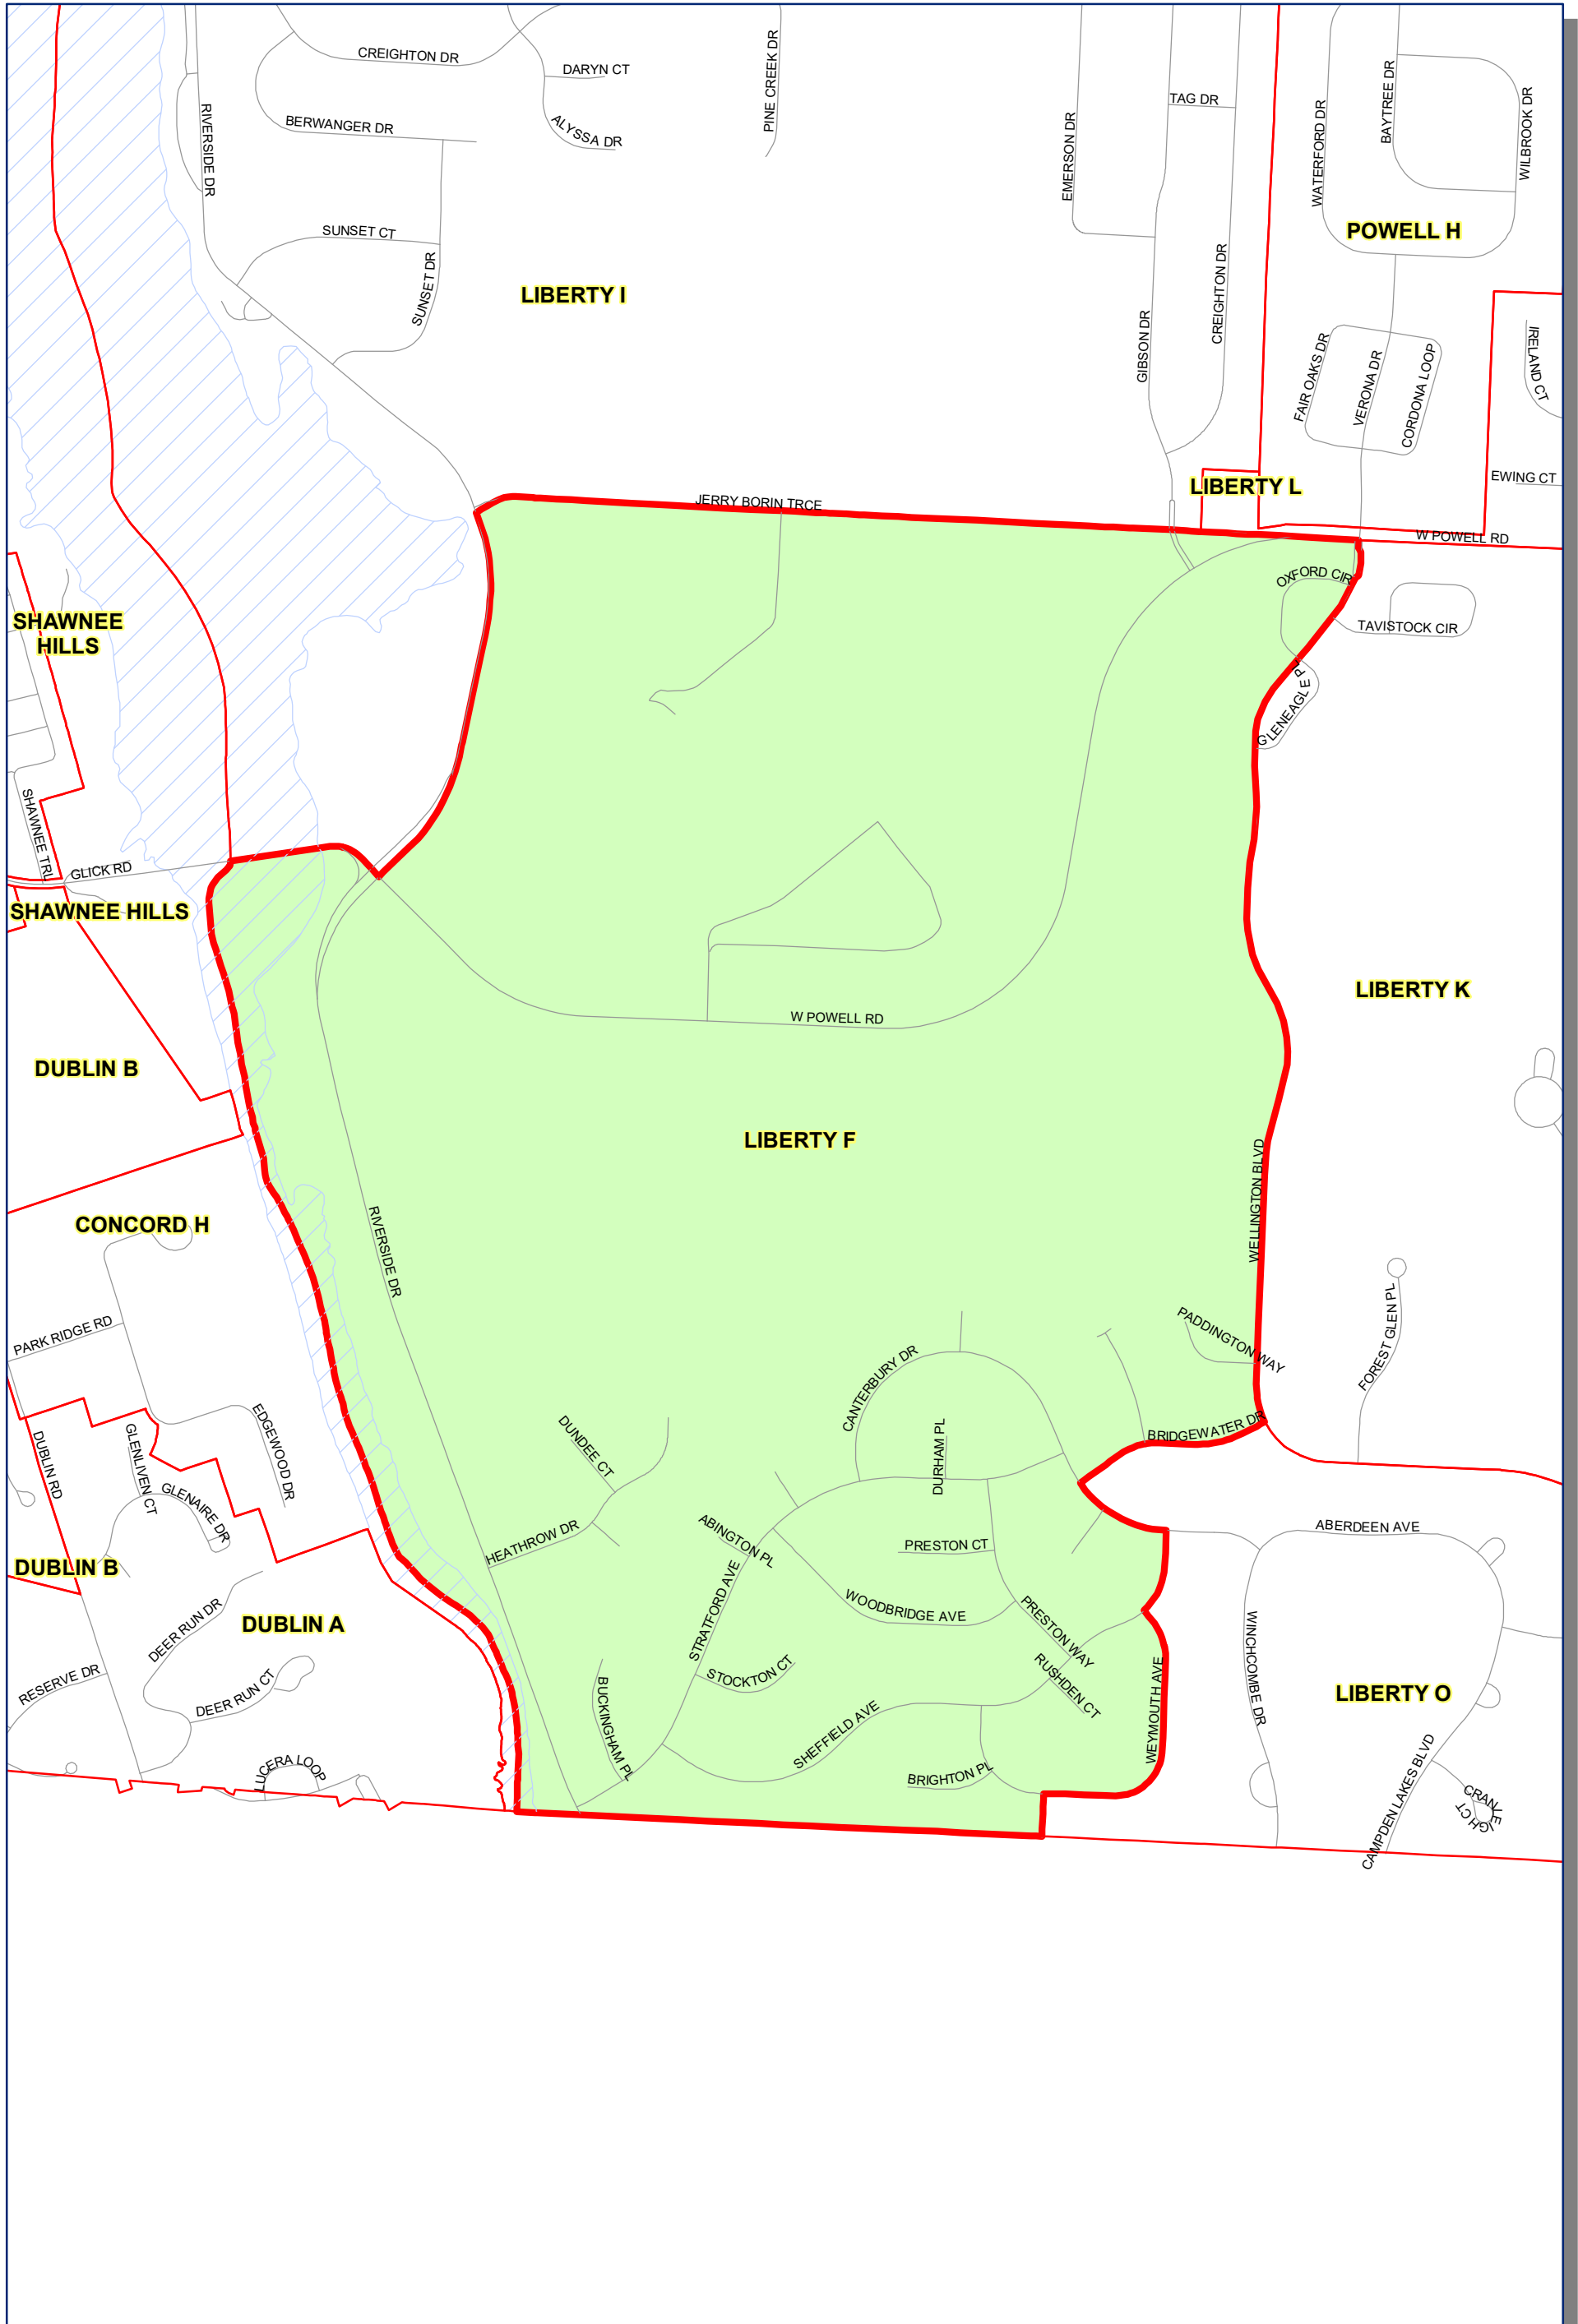 CREIGHTON DR
DARYN CT
PINE CREEK DR
BERWANGER DR
ALYSSA DR
RIVERSIDE DR
SUNSET CT
SUNSET DR
LIBERTY I
EMERSON DR
TAG DR
GIBSON DR
CREIGHTON DR
WATERFORD DR
BAYTREE DR
WILBROOK DR
POWELL H
FAIR OAKS DR
VERONA DR
CORDONA LOOP
IRELAND CT
EWING CT
LIBERTY L
JERRY BORIN TRCE
W POWELL RD
OXFORD CIR
TAVISTOCK CIR
GLENEAGLE PL
SHAWNEE
HILLS
SHAWNEE TRL
GLICK RD
SHAWNEE HILLS
LIBERTY K
W POWELL RD
DUBLIN B
LIBERTY F
WELLINGTON BLVD
CONCORD H
RIVERSIDE DR
PARK RIDGE RD
PADDINGTON WAY
FOREST GLEN PL
CANTERBURY DR
BRIDGEWATER DR
DUNDEE CT
DURHAM PL
EDGEWOOD DR
GLENLIVEN CT
DUBLIN RD
GLENAIRE DR
HEATHROW DR
ABINGTON PL
PRESTON CT
ABERDEEN AVE
DUBLIN B
WOODBRIDGE AVE
STRATFORD AVE
PRESTON WAY
DEER RUN DR
DUBLIN A
WINCHCOMBE DR
STOCKTON CT
RUSHDEN CT
RESERVE DR
DEER RUN CT
BUCKINGHAM PL
SHEFFIELD AVE
WEYMOUTH AVE
LIBERTY O
BRIGHTON PL
LUCERA LOOP
CAMPDEN LAKES BLVD
CRANLEIGH CT